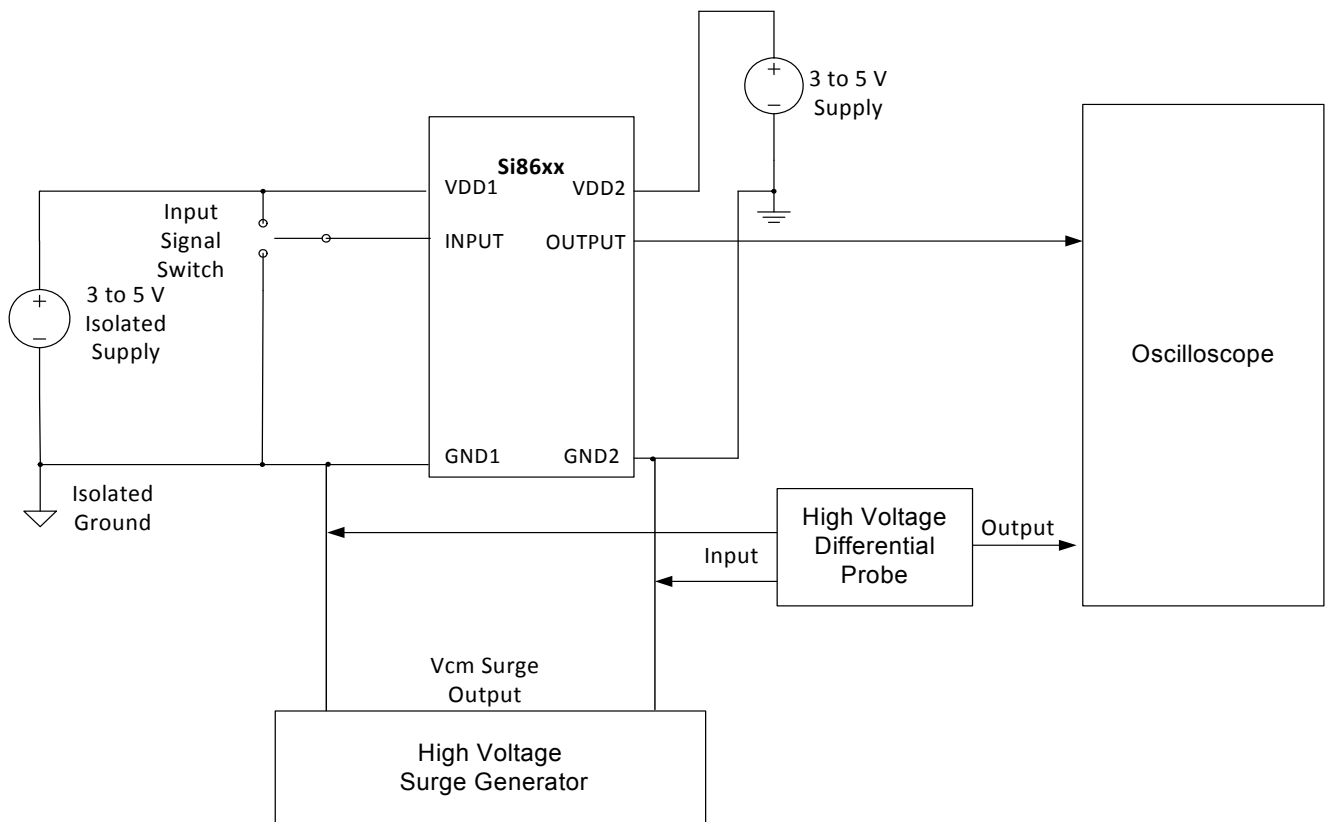 +
−
3 to 5 V
Supply
Si86xx
VDD1
VDD2
Input
Signal
Switch
INPUT
OUTPUT
+
−
3 to 5 V
Isolated
Supply
Oscilloscope
GND1
GND2
Isolated
Ground
High Voltage
Differential
Probe
Input
Output
Vcm Surge
Output
High Voltage
Surge Generator